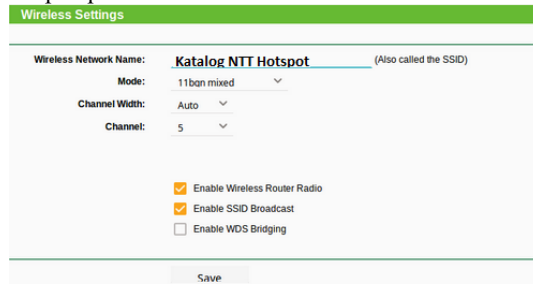 Wireless Settings
Wireless Network Name: Katalog NTT Hotspot (Also called the SSID)
Mode: 11bgn mixed
Channel Width: Auto
Channel: 5
Enable Wireless Router Radio
Enable SSID Broadcast
Enable WDS Bridging
Save